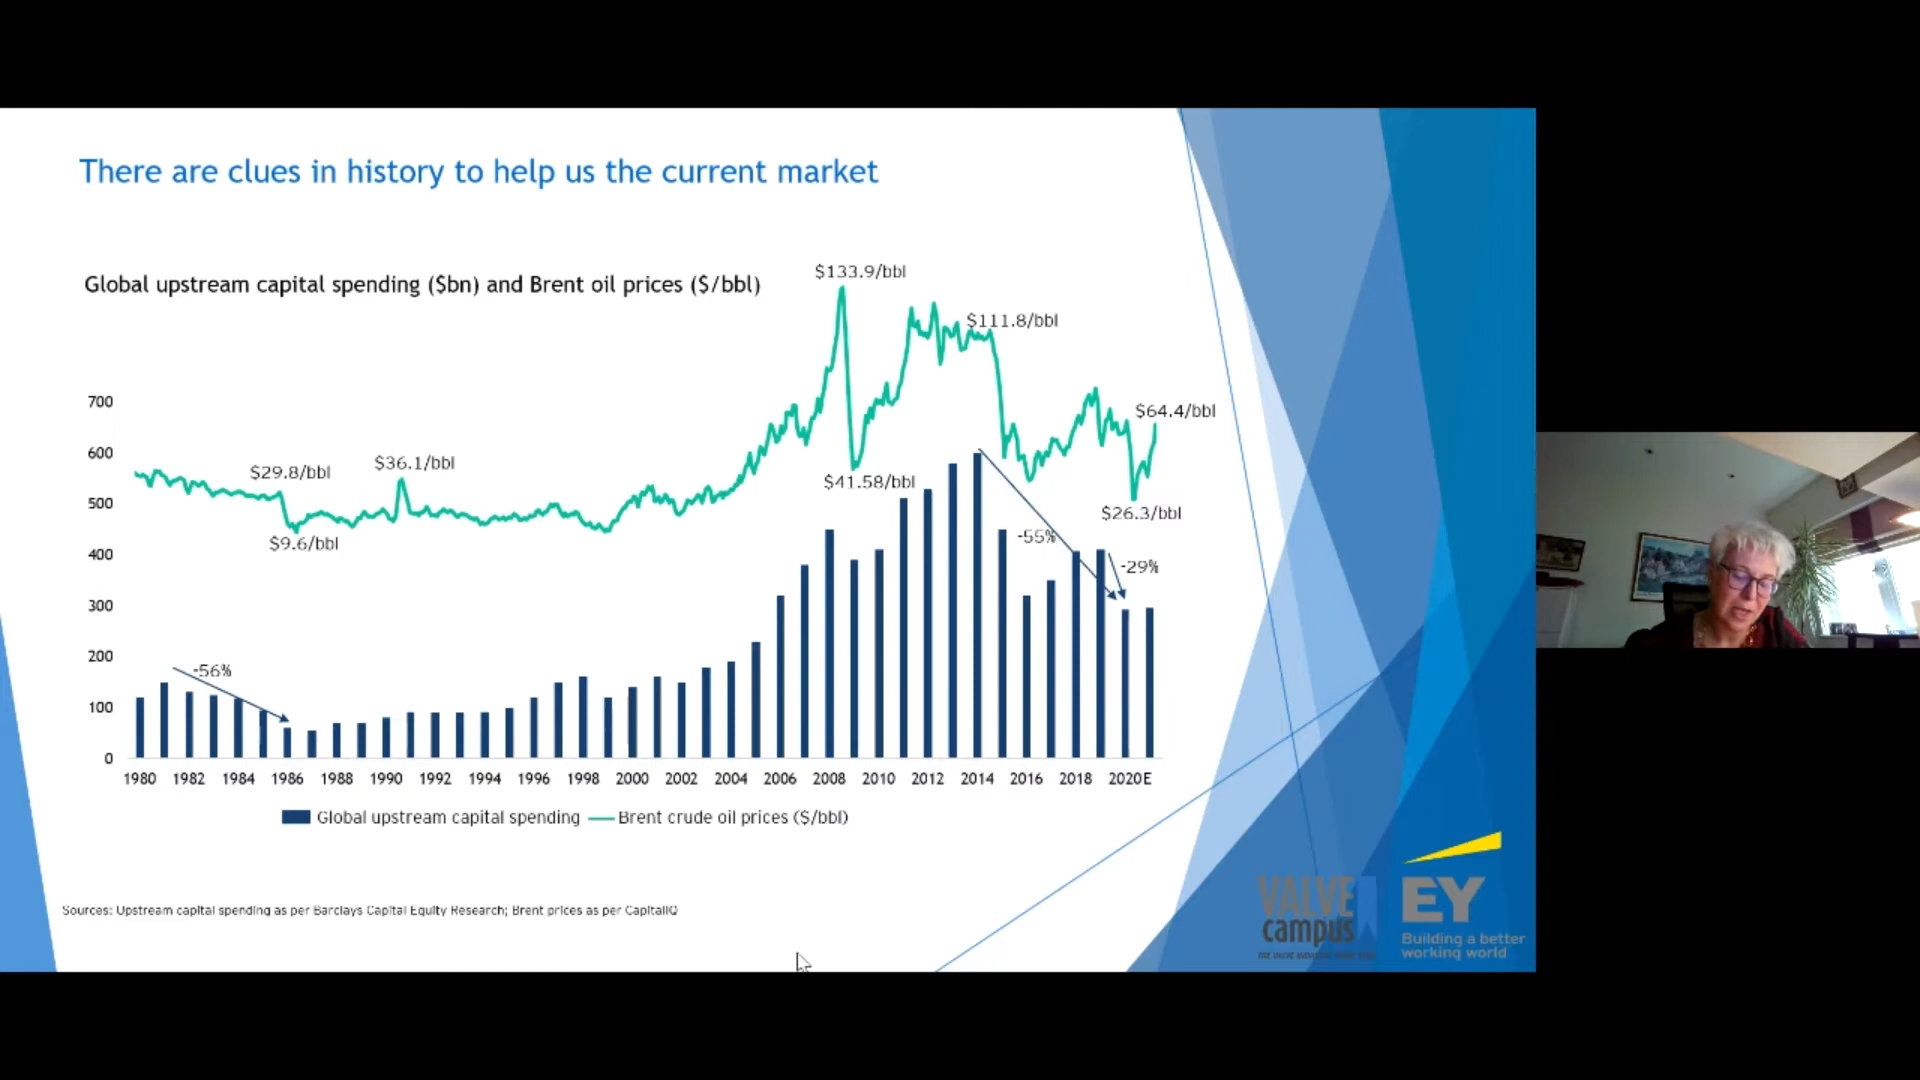 There are clues in history to help us the current market
Global upstream capital spending ($bn) and Brent oil prices ($/bbl)
$133.9/bbl
$111.8/bbl
$64.4/bbl
$36.1/bbl
$29.8/bbl
$41.58/bbl
$26.3/bbl
$9.6/bbl
-55%
-29%
-56%
700
600
500
400
300
200
100
0
1980 1982 1984 1986 1988 1990 1992 1994 1996 1998 2000 2002 2004 2006 2008 2010 2012 2014 2016 2018 2020E
Global upstream capital spending Brent crude oil prices ($/bbl)
Sources: Upstream capital spending as per Barclays Capital Equity Research; Brent prices as per CapitalIQ
VALVE
campus
EY
Building a better
working world